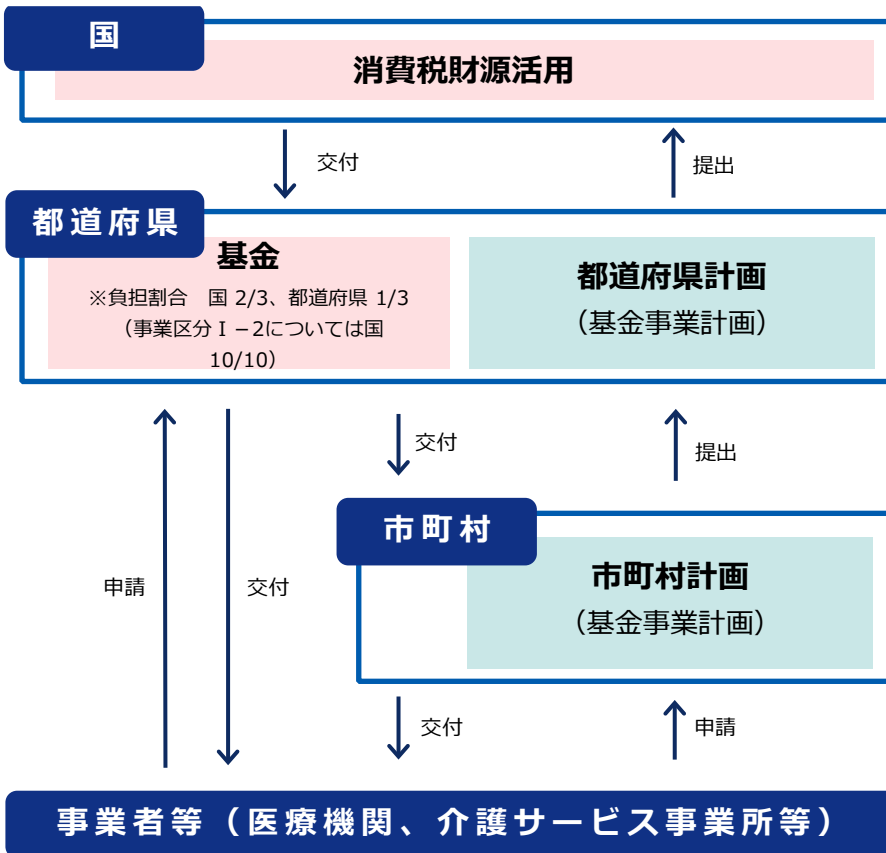 国
消費税財源活用
交付
提出
都道府県
基金
※負担割合　国 2/3、都道府県 1/3
（事業区分Ⅰ－2については国
10/10）
都道府県計画
（基金事業計画）
交付
提出
市町村
市町村計画
（基金事業計画）
申請
交付
交付
申請
事業者等（医療機関、介護サービス事業所等）